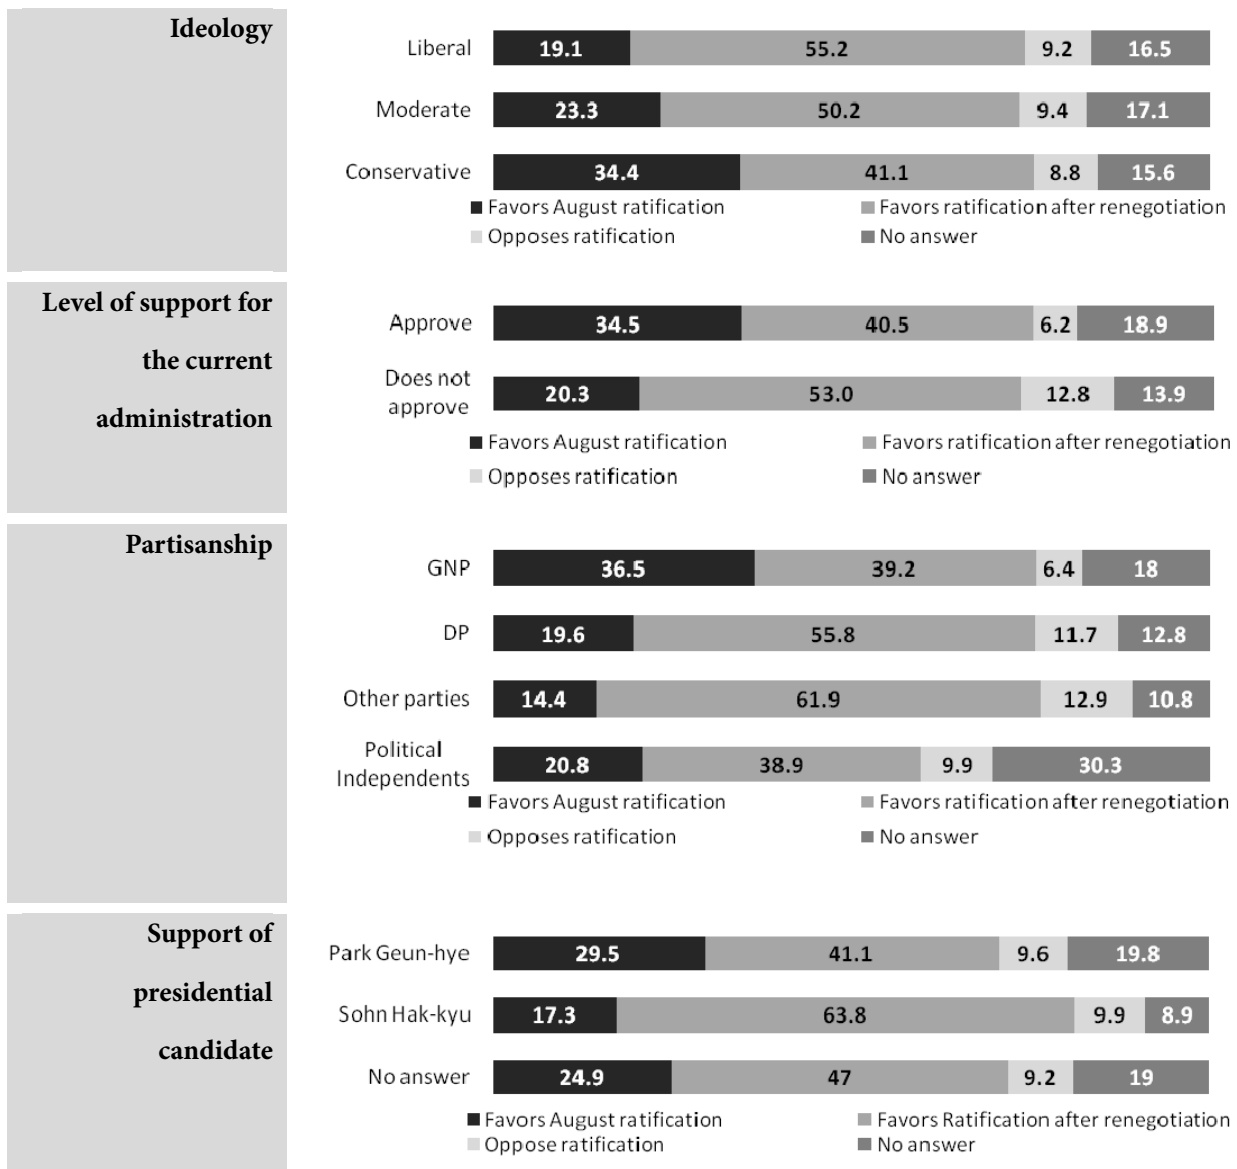 Ideology
Liberal 19.1 55.2 9.2 16.5
Moderate 23.3 50.2 9.4 17.1
Conservative 34.4 41.1 8.8 15.6
Favors August ratification Favors ratification after renegotiation
Opposes ratification No answer
Level of support for
the current
administration
Approve 34.5 40.5 6.2 18.9
Does not
approve 20.3 53.0 12.8 13.9
Favors August ratification Favors ratification after renegotiation
Opposes ratification No answer
Partisanship
GNP 36.5 39.2 6.4 18
DP 19.6 55.8 11.7 12.8
Other parties 14.4 61.9 12.9 10.8
Political
Independents 20.8 38.9 9.9 30.3
Favors August ratification Favors ratification after renegotiation
Opposes ratification No answer
Support of
presidential
candidate
Park Geun-hye 29.5 41.1 9.6 19.8
Sohn Hak-kyu 17.3 63.8 9.9 8.9
No answer 24.9 47 9.2 19
Favors August ratification Favors Ratification after renegotiation
Oppose ratification No answer